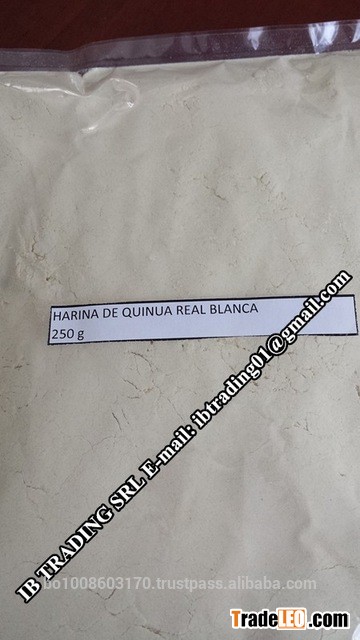 HARINA DE QUINUA REAL BLANCA
250 g
IB TRADING SRL E-mail: ibtrading01@gmail.com
bo1008603170.trustpass.alibaba.com
TradeLEO.com